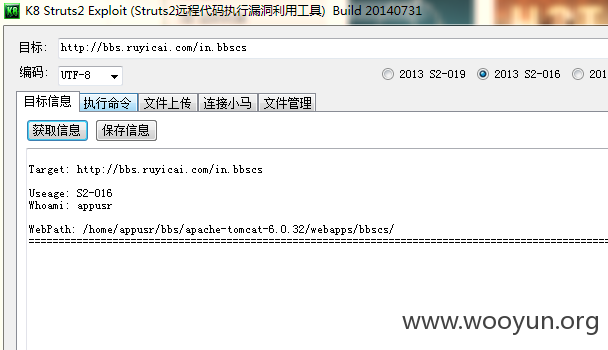 K8 Struts2 Exploit (Struts2远程代码执行漏洞利用工具) Build 20140731
目标: http://bbs.ruyicai.com/in.bbscs
编码: UTF-8 2013 S2-019 2013 S2-016 201
目标信息 执行命令 文件上传 连接小马 文件管理
获取信息 保存信息
Target: http://bbs.ruyicai.com/in.bbscs
Useage: S2-016
Whoami: appusr
WebPath: /home/appusr/bbs/apache-tomcat-6.0.32/webapps/bbscs/
www.wooyun.org